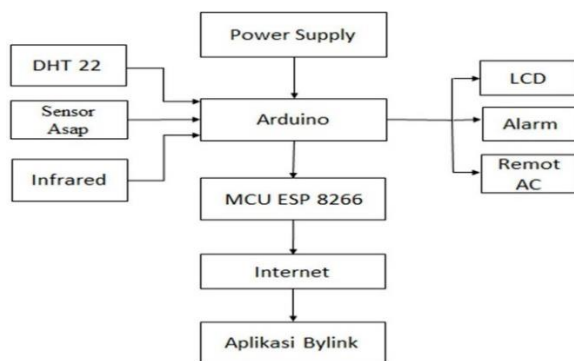 Power Supply
DHT 22
Sensor
Asap
Infrared
Arduino
LCD
Alarm
Remot
AC
MCU ESP 8266
Internet
Aplikasi Bylink